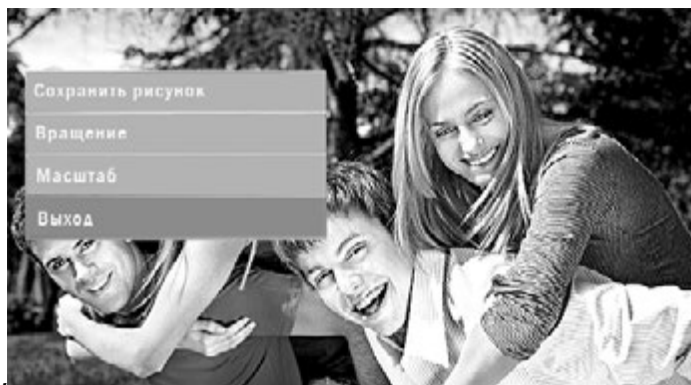 Сохранить рисунок
Вращение
Масштаб
Выход